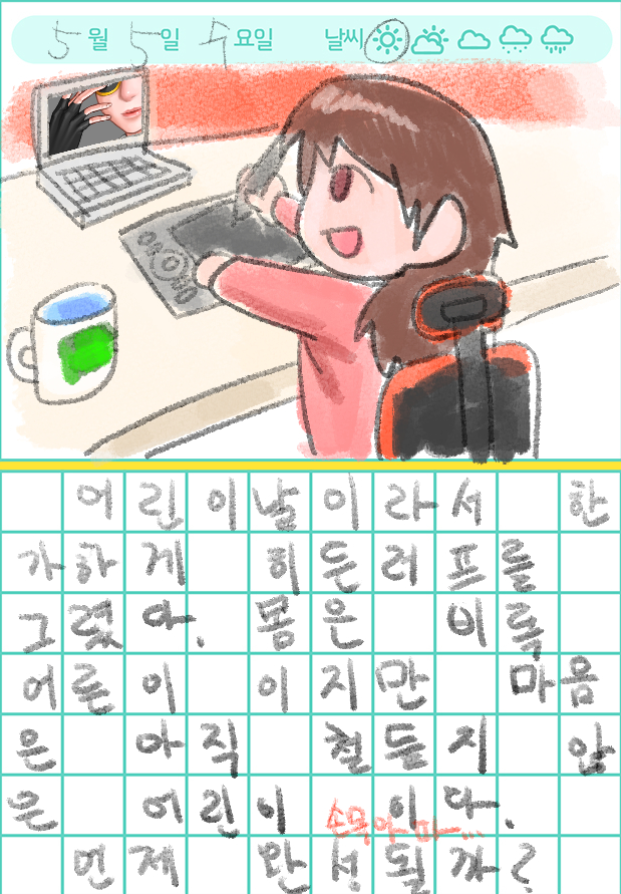 5월 5일 수요일 날씨
어린이날이라서 한
가하게 히든러프를
그렸다. 몸은 비록
어른이 이지만 마음
은 아직 철들지 않
은 어린이 이다.
손목아파...
언제 완성될까?